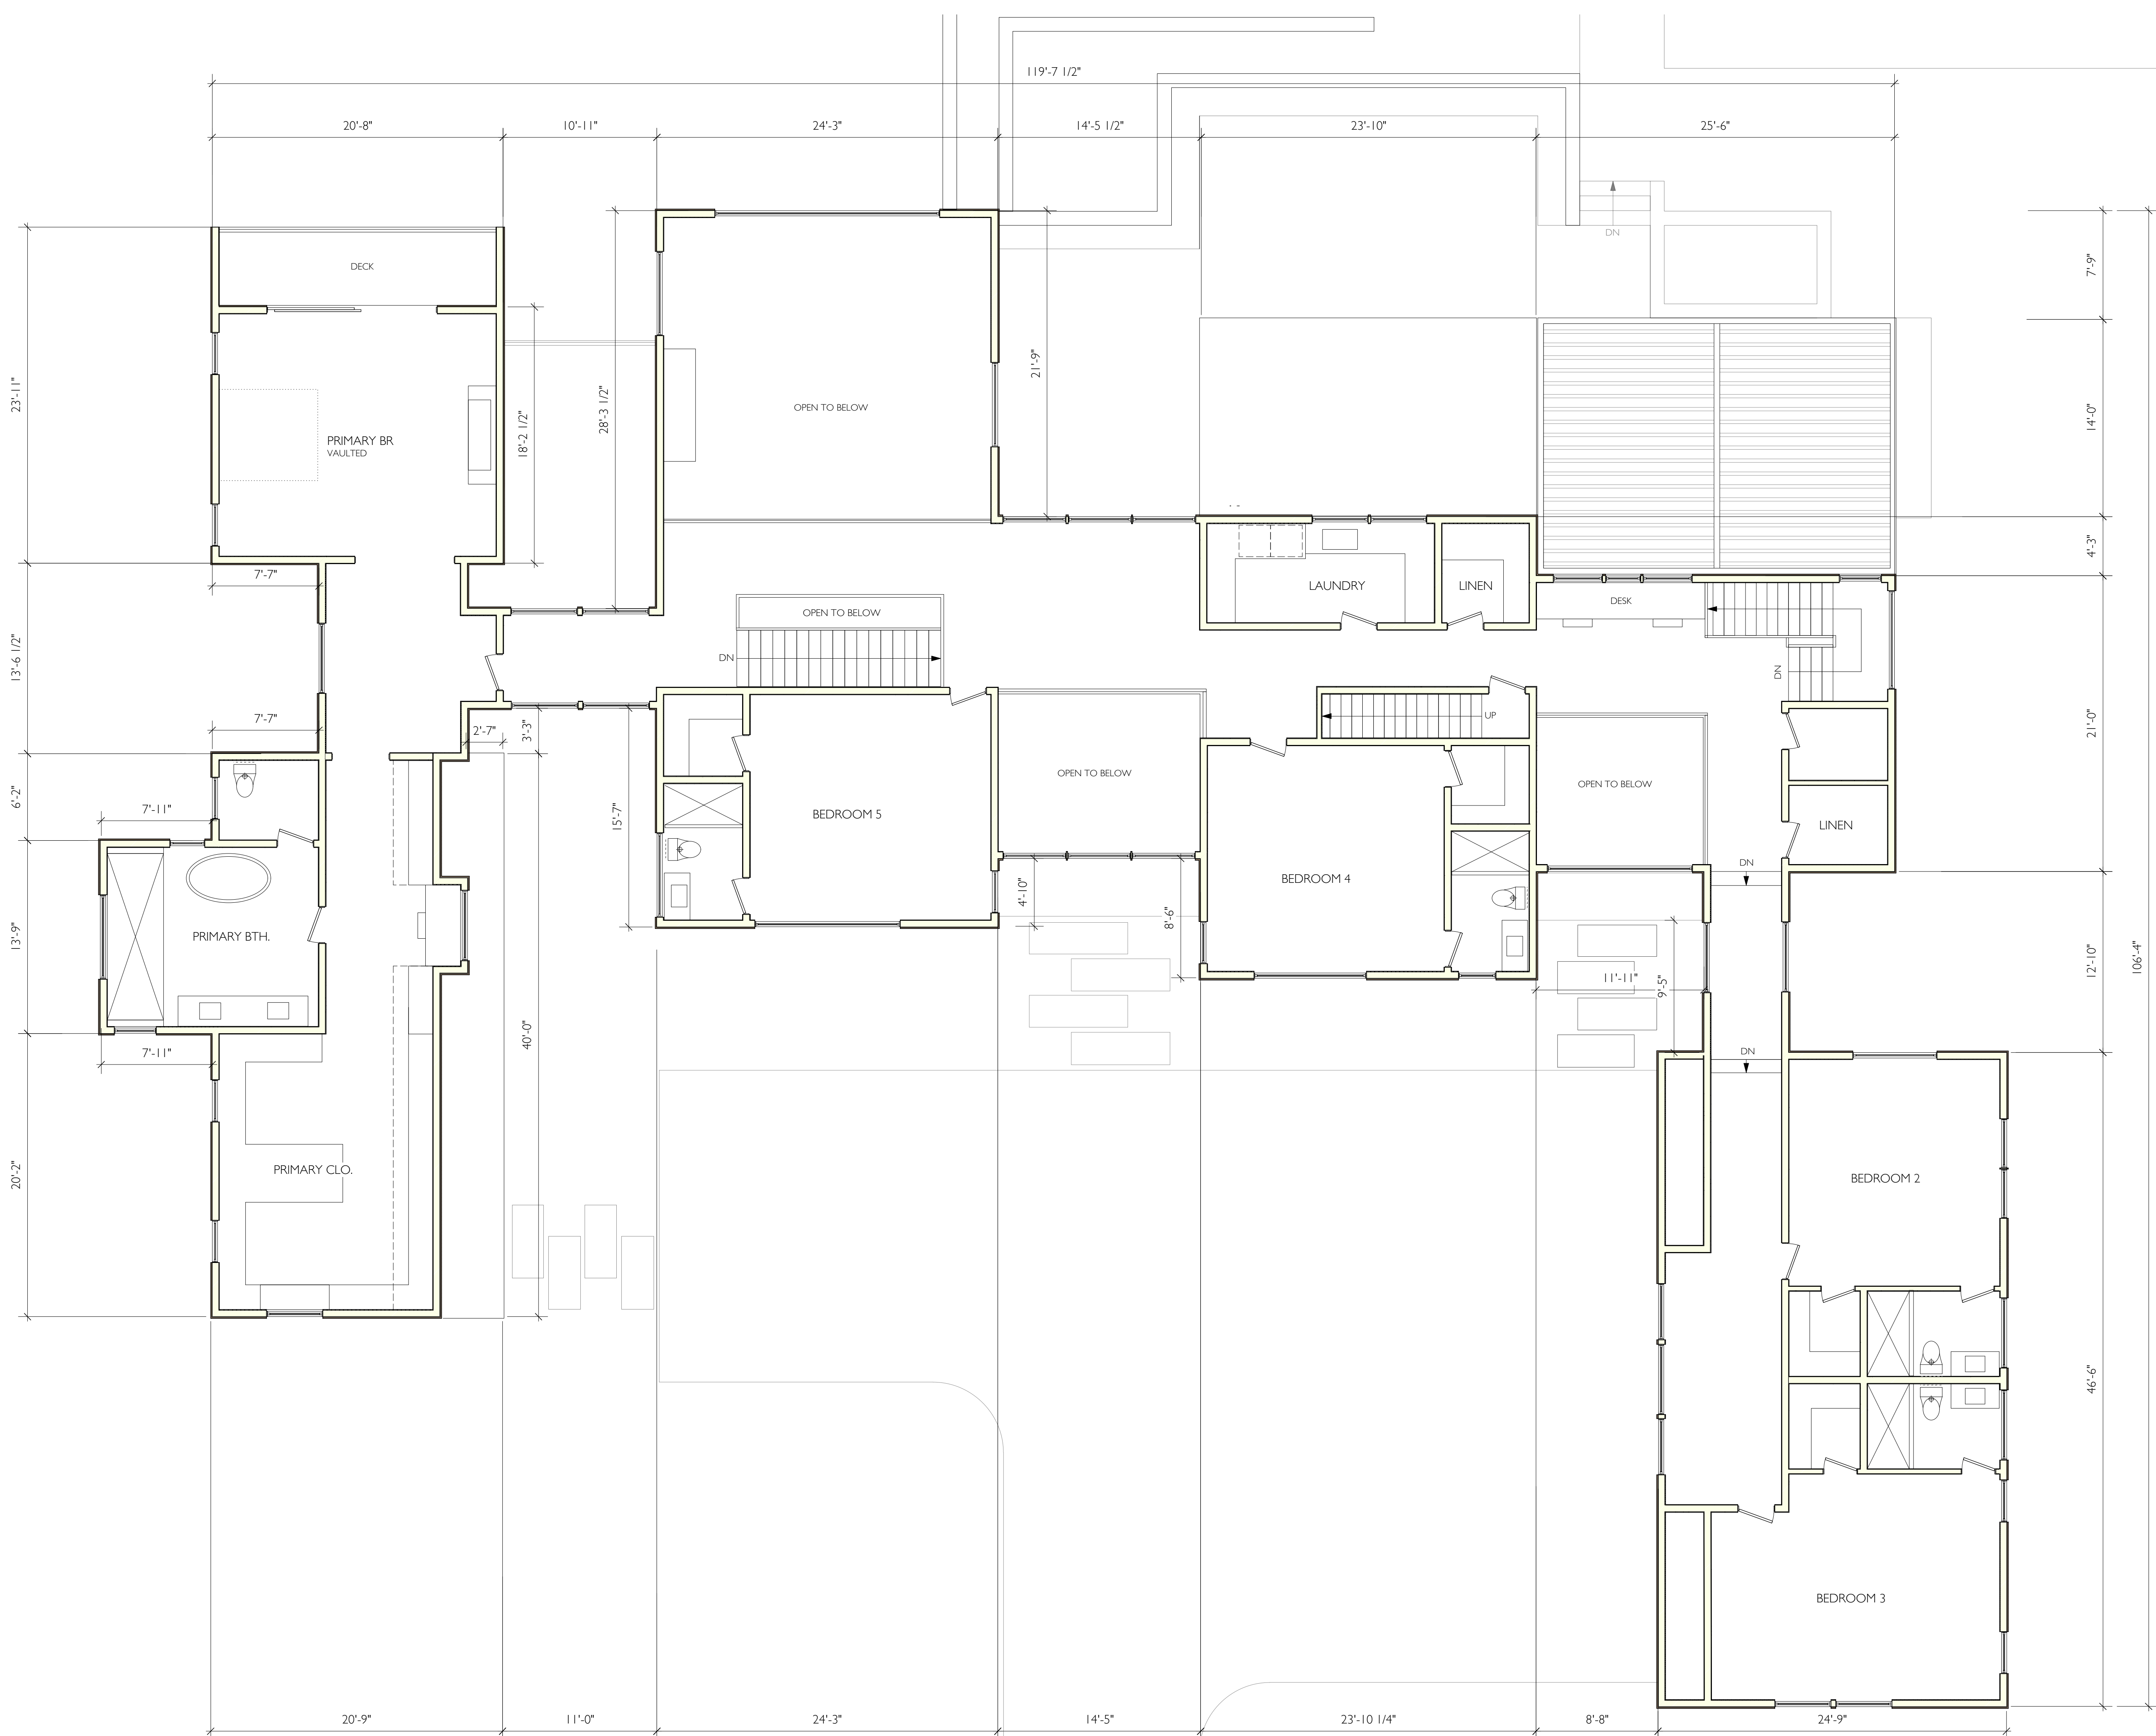 119'-7 1/2"
20'-8"
10'-11"
24'-3"
14'-5 1/2"
23'-10"
25'-6"
DN
DECK
7'-9"
23'-11"
PRIMARY BR
VAULTED
18'-2 1/2"
28'-3 1/2"
OPEN TO BELOW
21'-9"
14'-0"
4'-3"
7'-7"
LAUNDRY
LINEN
DESK
OPEN TO BELOW
DN
DN
13'-6 1/2"
7'-7"
2'-7"
3'-3"
UP
21'-0"
6'-2"
7'-11"
15'-7"
BEDROOM 5
OPEN TO BELOW
OPEN TO BELOW
LINEN
BEDROOM 4
DN
4'-10"
8'-6"
13'-9"
PRIMARY BTH.
11'-11"
9'-5"
12'-10"
106'-4"
7'-11"
40'-0"
DN
20'-2"
PRIMARY CLO.
BEDROOM 2
46'-6"
BEDROOM 3
20'-9"
11'-0"
24'-3"
14'-5"
23'-10 1/4"
8'-8"
24'-9"